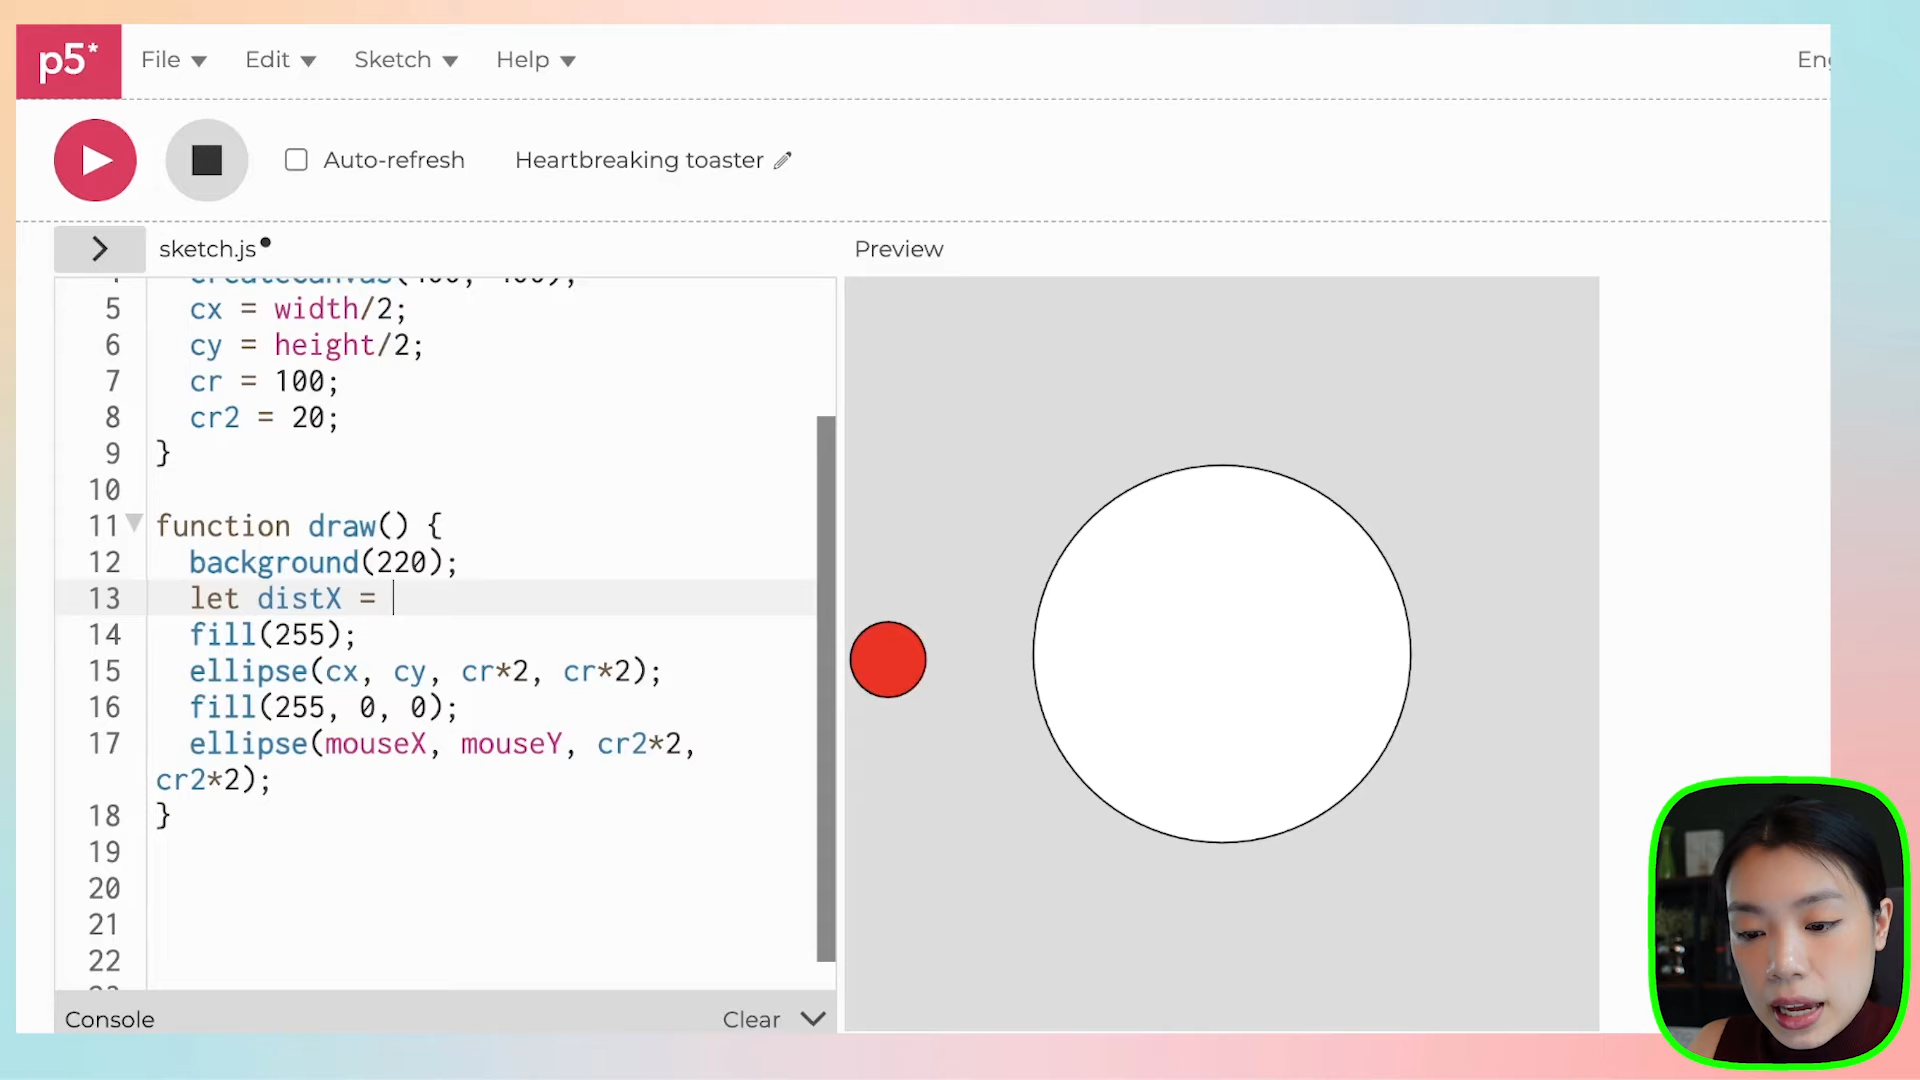 p5* File Edit Sketch Help
Auto-refresh Heartbreaking toaster
sketch.js
Preview
5 cx = width/2;
6 cy = height/2;
7 cr = 100;
8 cr2 = 20;
9 }
10
11 function draw() {
12 background(220);
13 let distX =
14 fill(255);
15 ellipse(cx, cy, cr*2, cr*2);
16 fill(255, 0, 0);
17 ellipse(mouseX, mouseY, cr2*2,
cr2*2);
18 }
19
20
21
22
Console Clear